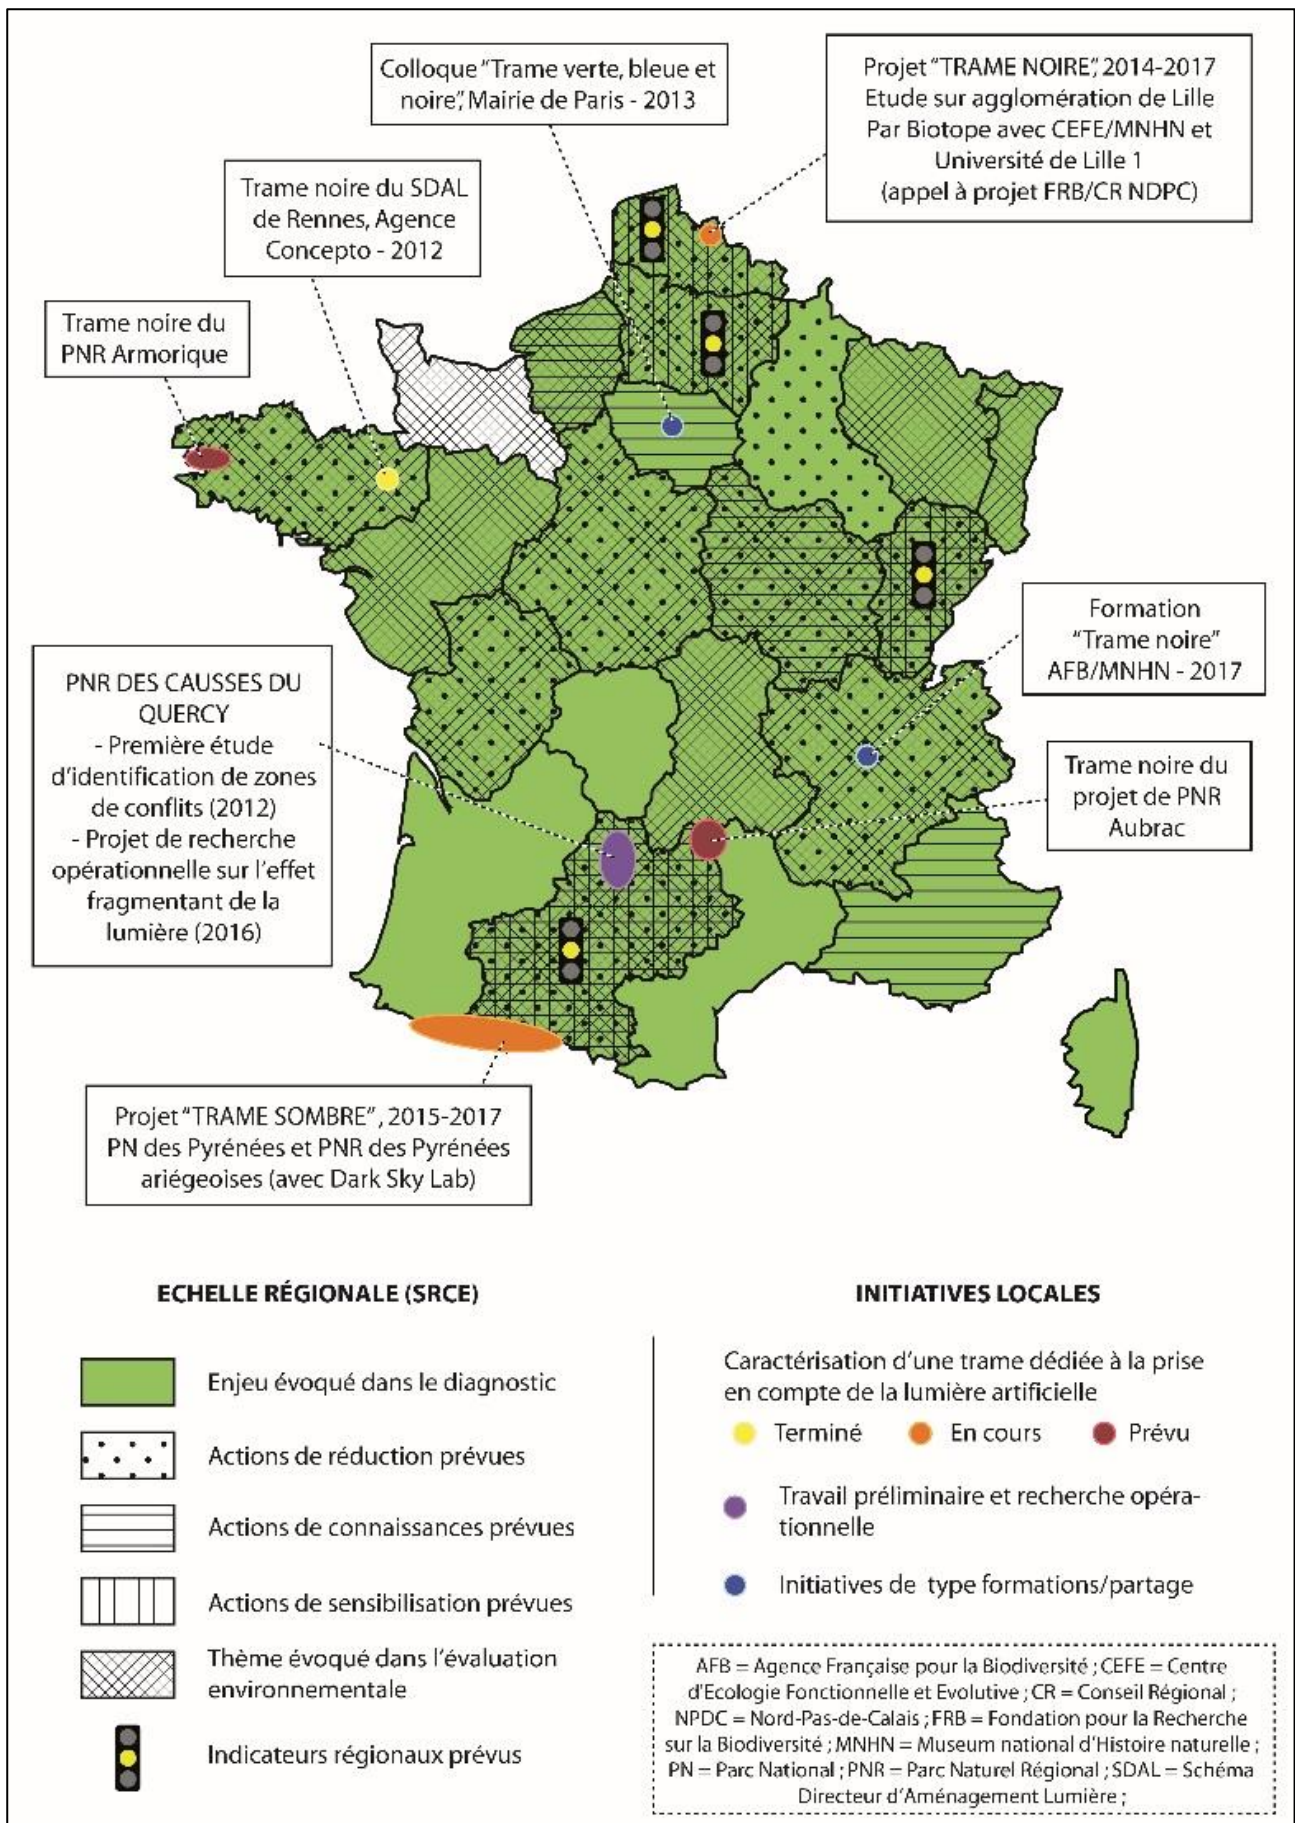 Colloque "Trame verte, bleue et
noire", Mairie de Paris - 2013
Projet "TRAME NOIRE", 2014-2017
Etude sur agglomération de Lille
Par Biotope avec CEFE/MNHN et
Université de Lille 1
(appel à projet FRB/CR NDPC)
Trame noire du SDAL
de Rennes, Agence
Concepto - 2012
Trame noire du
PNR Armorique
Formation
"Trame noire"
AFB/MNHN - 2017
PNR DES CAUSSES DU
QUERCY
- Première étude
d'identification de zones
de conflits (2012)
- Projet de recherche
opérationnelle sur l'effet
fragmentant de la
lumière (2016)
Trame noire du
projet de PNR
Aubrac
Projet "TRAME SOMBRE", 2015-2017
PN des Pyrénées et PNR des Pyrénées
ariégeoises (avec Dark Sky Lab)
ECHELLE RÉGIONALE (SRCE)
Enjeu évoqué dans le diagnostic
Actions de réduction prévues
Actions de connaissances prévues
Actions de sensibilisation prévues
Thème évoqué dans l'évaluation
environnementale
Indicateurs régionaux prévus
INITIATIVES LOCALES
Caractérisation d'une trame dédiée à la prise
en compte de la lumière artificielle
Terminé
En cours
Prévu
Travail préliminaire et recherche opéra-
tionnelle
Initiatives de type formations/partage
AFB = Agence Française pour la Biodiversité ; CEFE = Centre
d'Ecologie Fonctionnelle et Evolutive ; CR = Conseil Régional ;
NPDC = Nord-Pas-de-Calais ; FRB = Fondation pour la Recherche
sur la Biodiversité ; MNHN = Museum national d'Histoire naturelle ;
PN = Parc National ; PNR = Parc Naturel Régional ; SDAL = Schéma
Directeur d'Aménagement Lumière ;